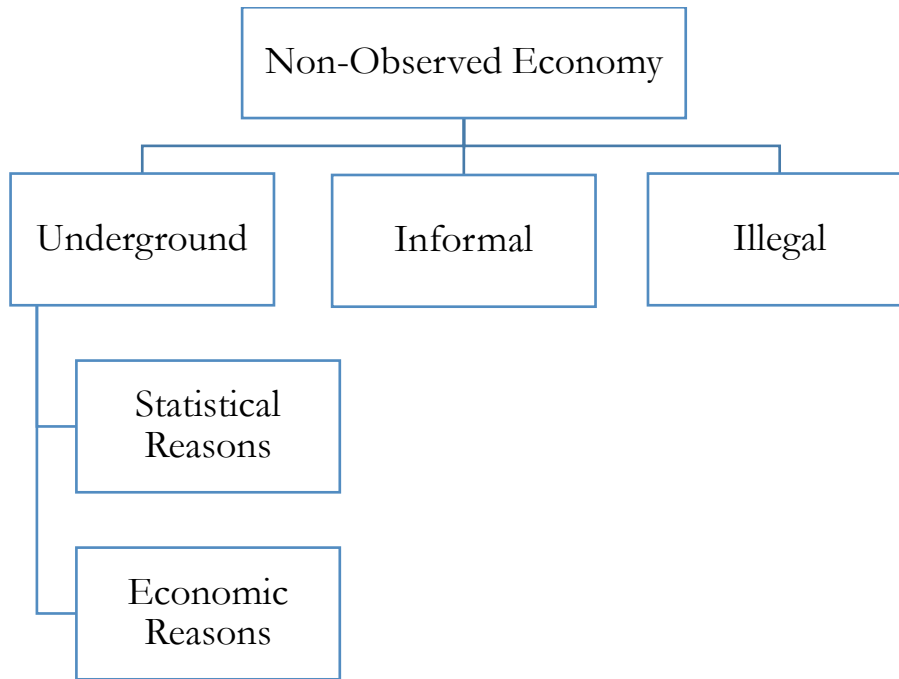 Non-Observed Economy
Underground
Informal
Illegal
Statistical
Reasons
Economic
Reasons